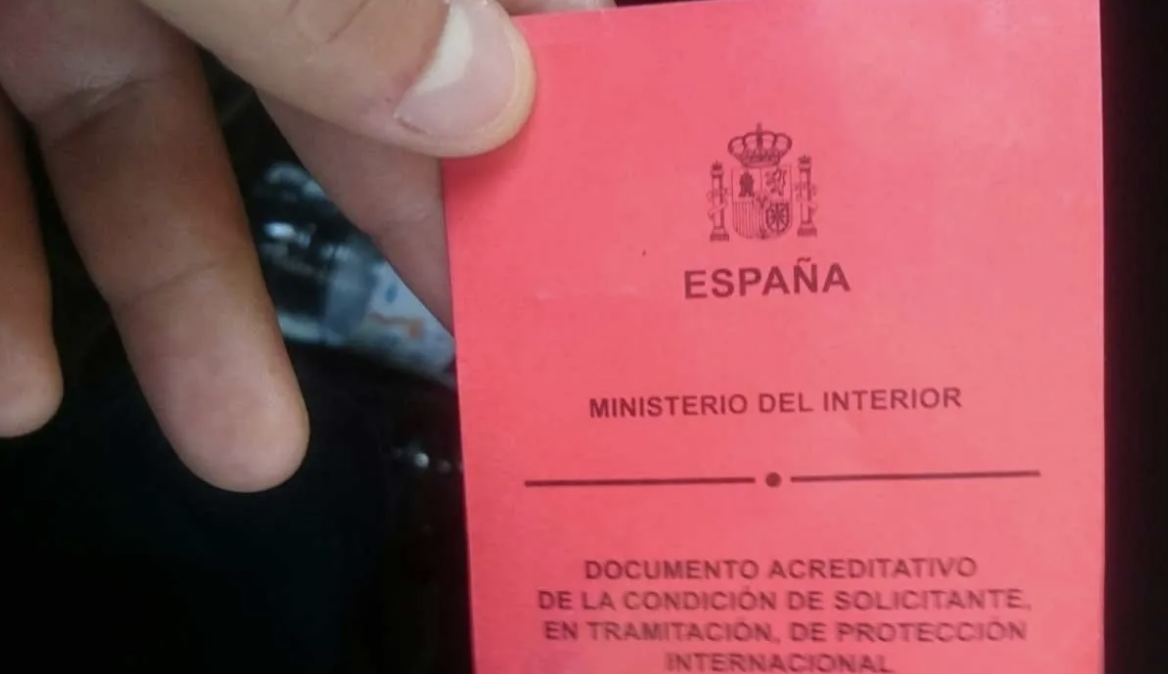 ESPAÑA
MINISTERIO DEL INTERIOR
DOCUMENTO ACREDITATIVO
DE LA CONDICIÓN DE SOLICITANTE,
EN TRAMITACIÓN, DE PROTECCIÓN
INTERNACIONAL